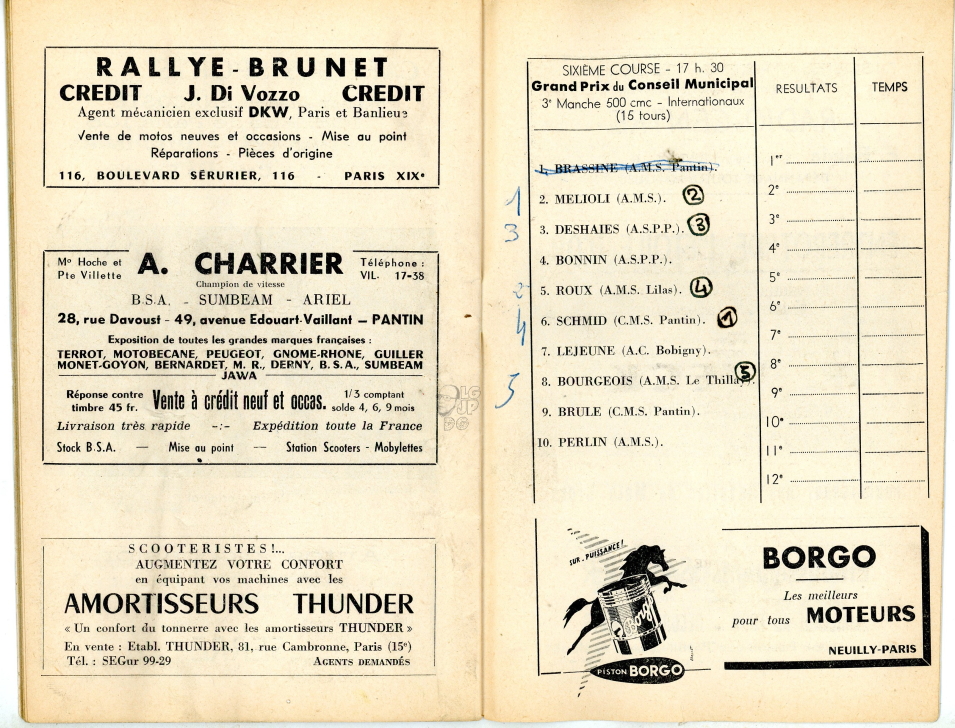 RALLYE-BRUNET
CREDIT J. Di Vozzo CREDIT
Agent mécanicien exclusif DKW, Paris et Banlieue
Vente de motos neuves et occasions - Mise au point
Réparations - Pièces d'origine
116, BOULEVARD SÉRURIER, 116 - PARIS XIXe
Mo Hoche et
Pte Villette
A. CHARRIER
Téléphone :
VIL. 17-38
Champion de vitesse
B.S.A. - SUMBEAM - ARIEL
28, rue Davoust - 49, avenue Edouart-Vaillant — PANTIN
Exposition de toutes les grandes marques françaises :
TERROT, MOTOBECANE, PEUGEOT, GNOME-RHONE, GUILLER
MONET-GOYON, BERNARDET, M. R., DERNY, B.S.A., SUMBEAM
JAWA
Réponse contre
timbre 45 fr.
Vente à crédit neuf et occas.
1/3 comptant
solde 4, 6, 9 mois
Livraison très rapide -:- Expédition toute la France
Stock B.S.A. — Mise au point — Station Scooters - Mobylettes
SCOOTERISTES !...
AUGMENTEZ VOTRE CONFORT
en équipant vos machines avec les
AMORTISSEURS THUNDER
« Un confort du tonnerre avec les amortisseurs THUNDER »
En vente : Etabl. THUNDER, 81, rue Cambronne, Paris (15e)
Tél. : SEGur 99-29 AGENTS DEMANDÉS
LG
JP
DG
SIXIÈME COURSE - 17 h. 30
Grand Prix du Conseil Municipal
3e Manche 500 cmc - Internationaux
(15 tours)
RESULTATS
TEMPS
1. BRASSINE (A.M.S. Pantin).
1 2. MELIOLI (A.M.S.). 2
3 3. DESHAIES (A.S.P.P.). 3
4. BONNIN (A.S.P.P.).
2 5. ROUX (A.M.S. Lilas). 4
4 6. SCHMID (C.M.S. Pantin). 1
7. LEJEUNE (A.C. Bobigny).
5 8. BOURGEOIS (A.M.S. Le Thillay). 5
9. BRULE (C.M.S. Pantin).
10. PERLIN (A.M.S.).
1er
2e
3e
4e
5e
6e
7e
8e
9e
10e
11e
12e
SUR-PUISSANCE !
Borgo
PISTON BORGO
BORGO
Les meilleurs
pour tous MOTEURS
NEUILLY-PARIS